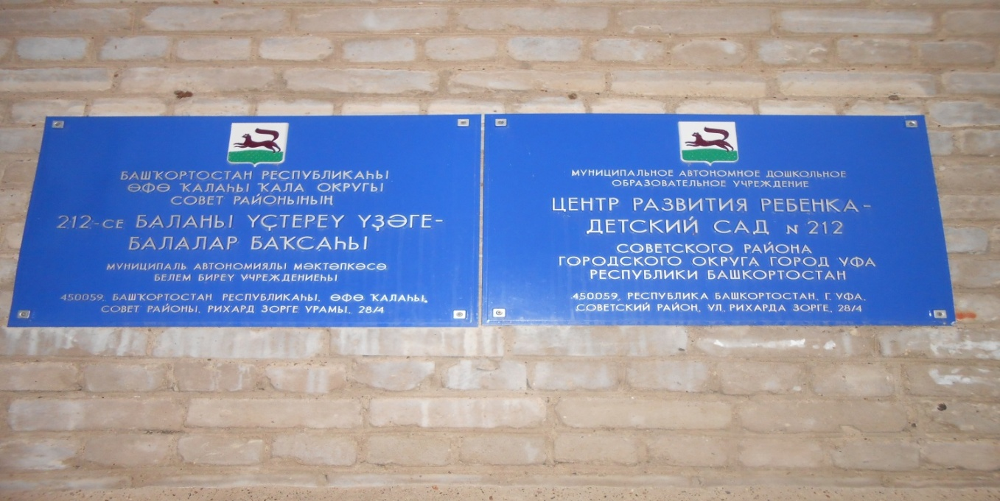 БАШҠОРТОСТАН РЕСПУБЛИКАҺЫ
ӨФӨ ҠАЛАҺЫ ҠАЛА ОКРУГЫ
СОВЕТ РАЙОНЫНЫҢ
212-СЕ БАЛАНЫ ҮҪТЕРЕҮ ҮҘӘГЕ-
БАЛАЛАР БАҠСАҺЫ
МУНИЦИПАЛЬ АВТОНОМИЯЛЫ МӘКТӘПКӘСӘ
БЕЛЕМ БИРЕҮ УЧРЕЖДЕНИЕҺЫ
450059, БАШҠОРТОСТАН РЕСПУБЛИКАҺЫ, ӨФӨ ҠАЛАҺЫ,
СОВЕТ РАЙОНЫ, РИХАРД ЗОРГЕ УРАМЫ, 28/4
МУНИЦИПАЛЬНОЕ АВТОНОМНОЕ ДОШКОЛЬНОЕ
ОБРАЗОВАТЕЛЬНОЕ УЧРЕЖДЕНИЕ
ЦЕНТР РАЗВИТИЯ РЕБЕНКА-
ДЕТСКИЙ САД N 212
СОВЕТСКОГО РАЙОНА
ГОРОДСКОГО ОКРУГА ГОРОД УФА
РЕСПУБЛИКИ БАШКОРТОСТАН
450059, РЕСПУБЛИКА БАШКОРТОСТАН, Г. УФА,
СОВЕТСКИЙ РАЙОН, УЛ. РИХАРДА ЗОРГЕ, 28/4